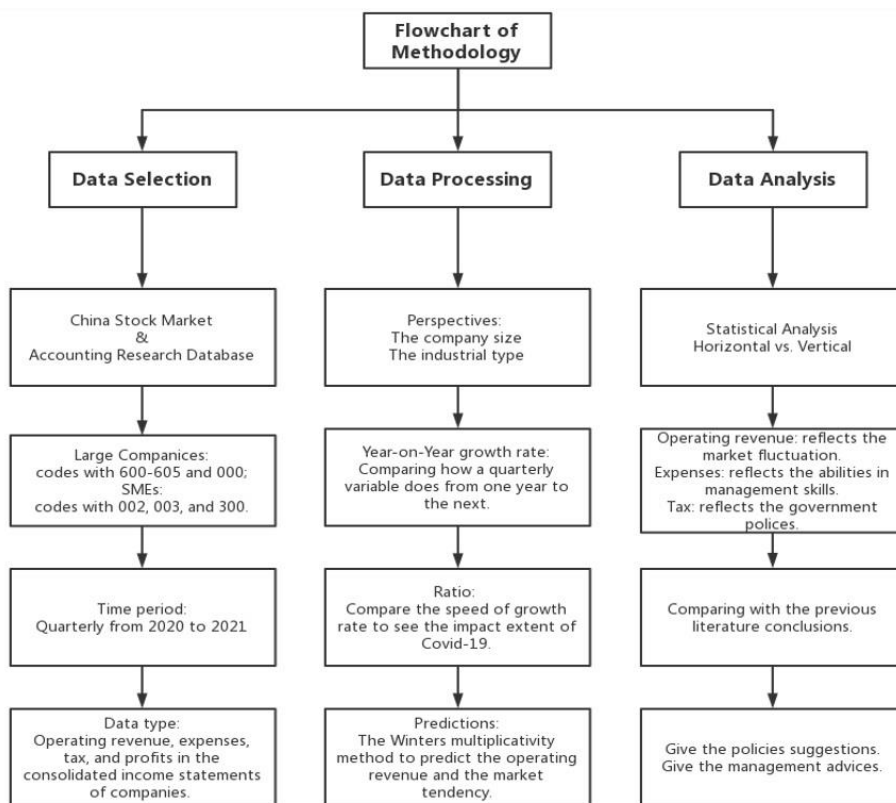 Flowchart of
Methodology
Data Selection
China Stock Market
&
Accounting Research Database
Large Companices:
codes with 600-605 and 000;
SMEs:
codes with 002, 003, and 300.
Time period:
Quarterly from 2020 to 2021
Data type:
Operating revenue, expenses,
tax, and profits in the
consolidated income statements
of companies.
Data Processing
Perspectives:
The company size
The industrial type
Year-on-Year growth rate:
Comparing how a quarterly
variable does from one year to
the next.
Ratio:
Compare the speed of growth
rate to see the impact extent of
Covid-19.
Predictions:
The Winters multiplicativity
method to predict the operating
revenue and the market
tendency.
Data Analysis
Statistical Analysis
Horizontal vs. Vertical
Operating revenue: reflects the
market fluctuation.
Expenses: reflects the abilities in
management skills.
Tax: reflects the government
polices.
Comparing with the previous
literature conclusions.
Give the policies suggestions.
Give the management advices.